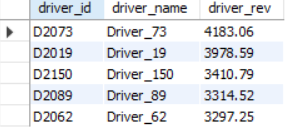 driver_id driver_name driver_rev
D2073 Driver_73 4183.06
D2019 Driver_19 3978.59
D2150 Driver_150 3410.79
D2089 Driver_89 3314.52
D2062 Driver_62 3297.25